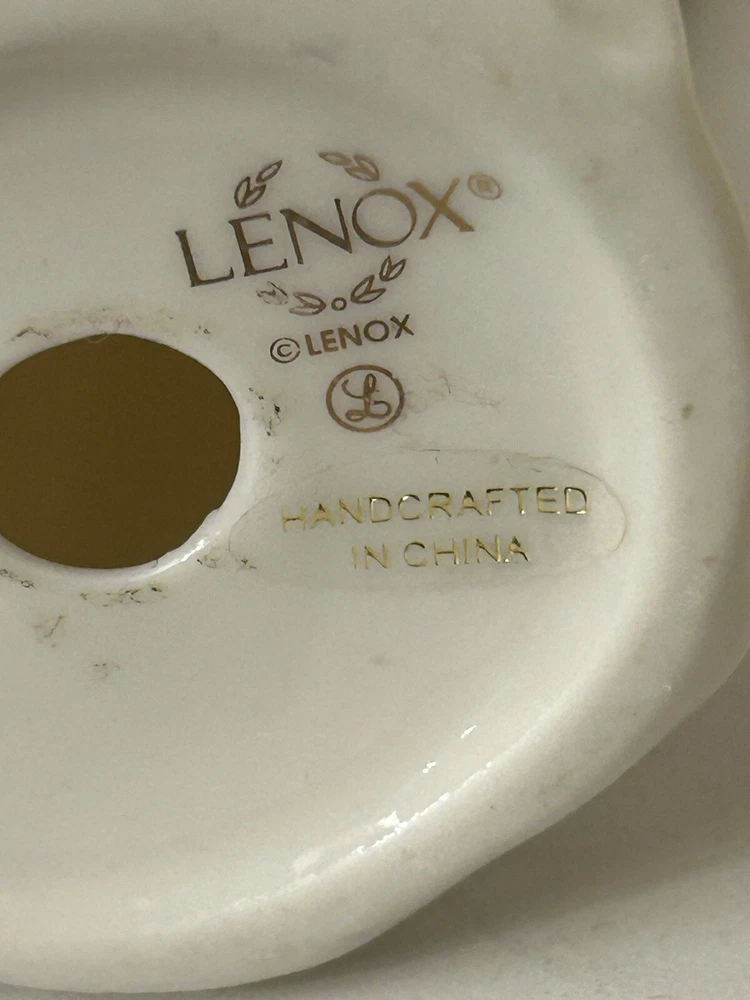 LENOX®
©LENOX
L
HANDCRAFTED
IN CHINA